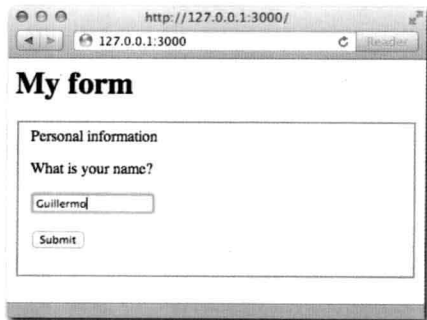 http://127.0.0.1:3000/
127.0.0.1:3000
Reader
My form
Personal information
What is your name?
Guillermo
Submit